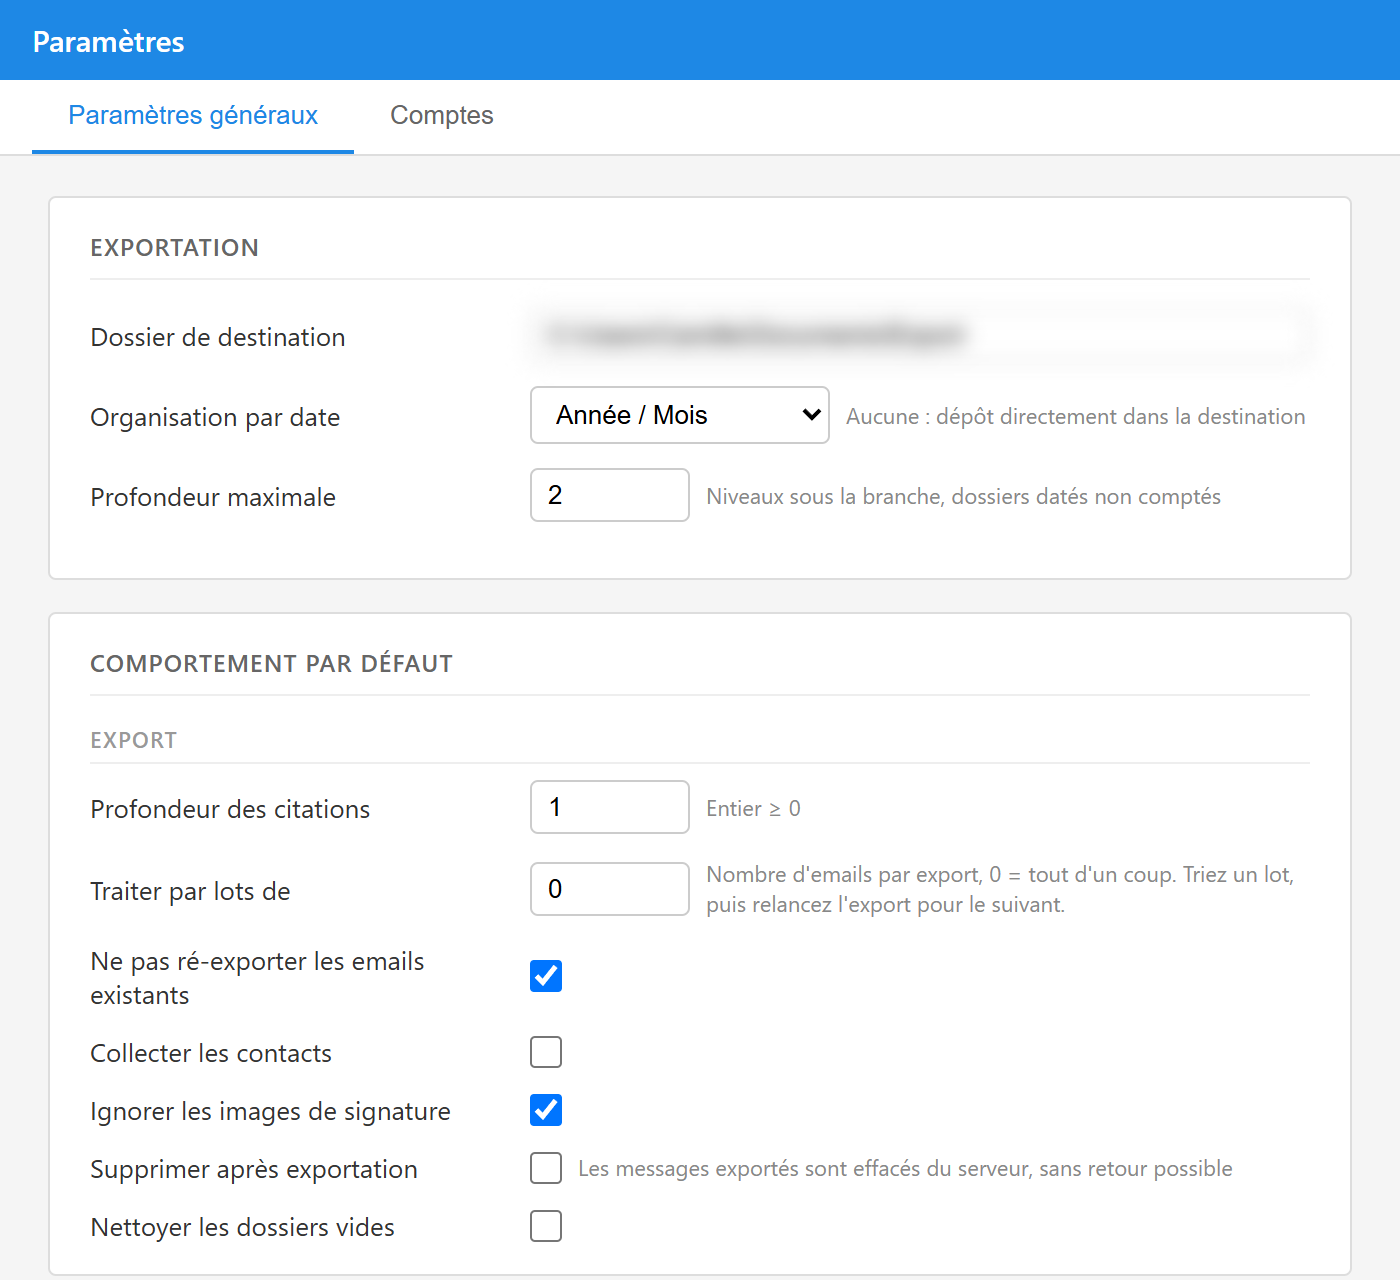 Paramètres
Paramètres généraux
Comptes
EXPORTATION
Dossier de destination
Organisation par date
Année / Mois
Aucune : dépôt directement dans la destination
Profondeur maximale
2
Niveaux sous la branche, dossiers datés non comptés
COMPORTEMENT PAR DÉFAUT
EXPORT
Profondeur des citations
1
Entier ≥ 0
Traiter par lots de
0
Nombre d'emails par export, 0 = tout d'un coup. Triez un lot,
puis relancez l'export pour le suivant.
Ne pas ré-exporter les emails
existants
Collecter les contacts
Ignorer les images de signature
Supprimer après exportation
Les messages exportés sont effacés du serveur, sans retour possible
Nettoyer les dossiers vides